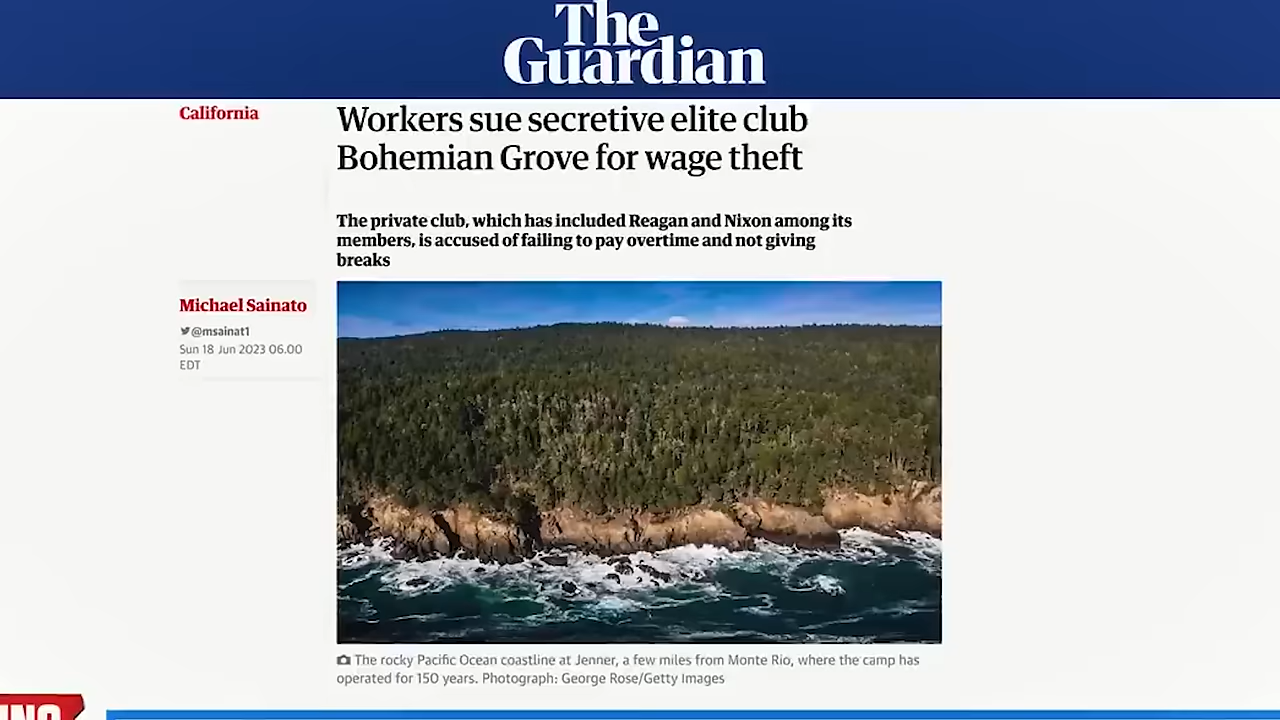 The
Guardian
California
Workers sue secretive elite club
Bohemian Grove for wage theft
The private club, which has included Reagan and Nixon among its
members, is accused of failing to pay overtime and not giving
breaks
Michael Sainato
@msainat1
Sun 18 Jun 2023 06.00
EDT
The rocky Pacific Ocean coastline at Jenner, a few miles from Monte Rio, where the camp has
operated for 150 years. Photograph: George Rose/Getty Images